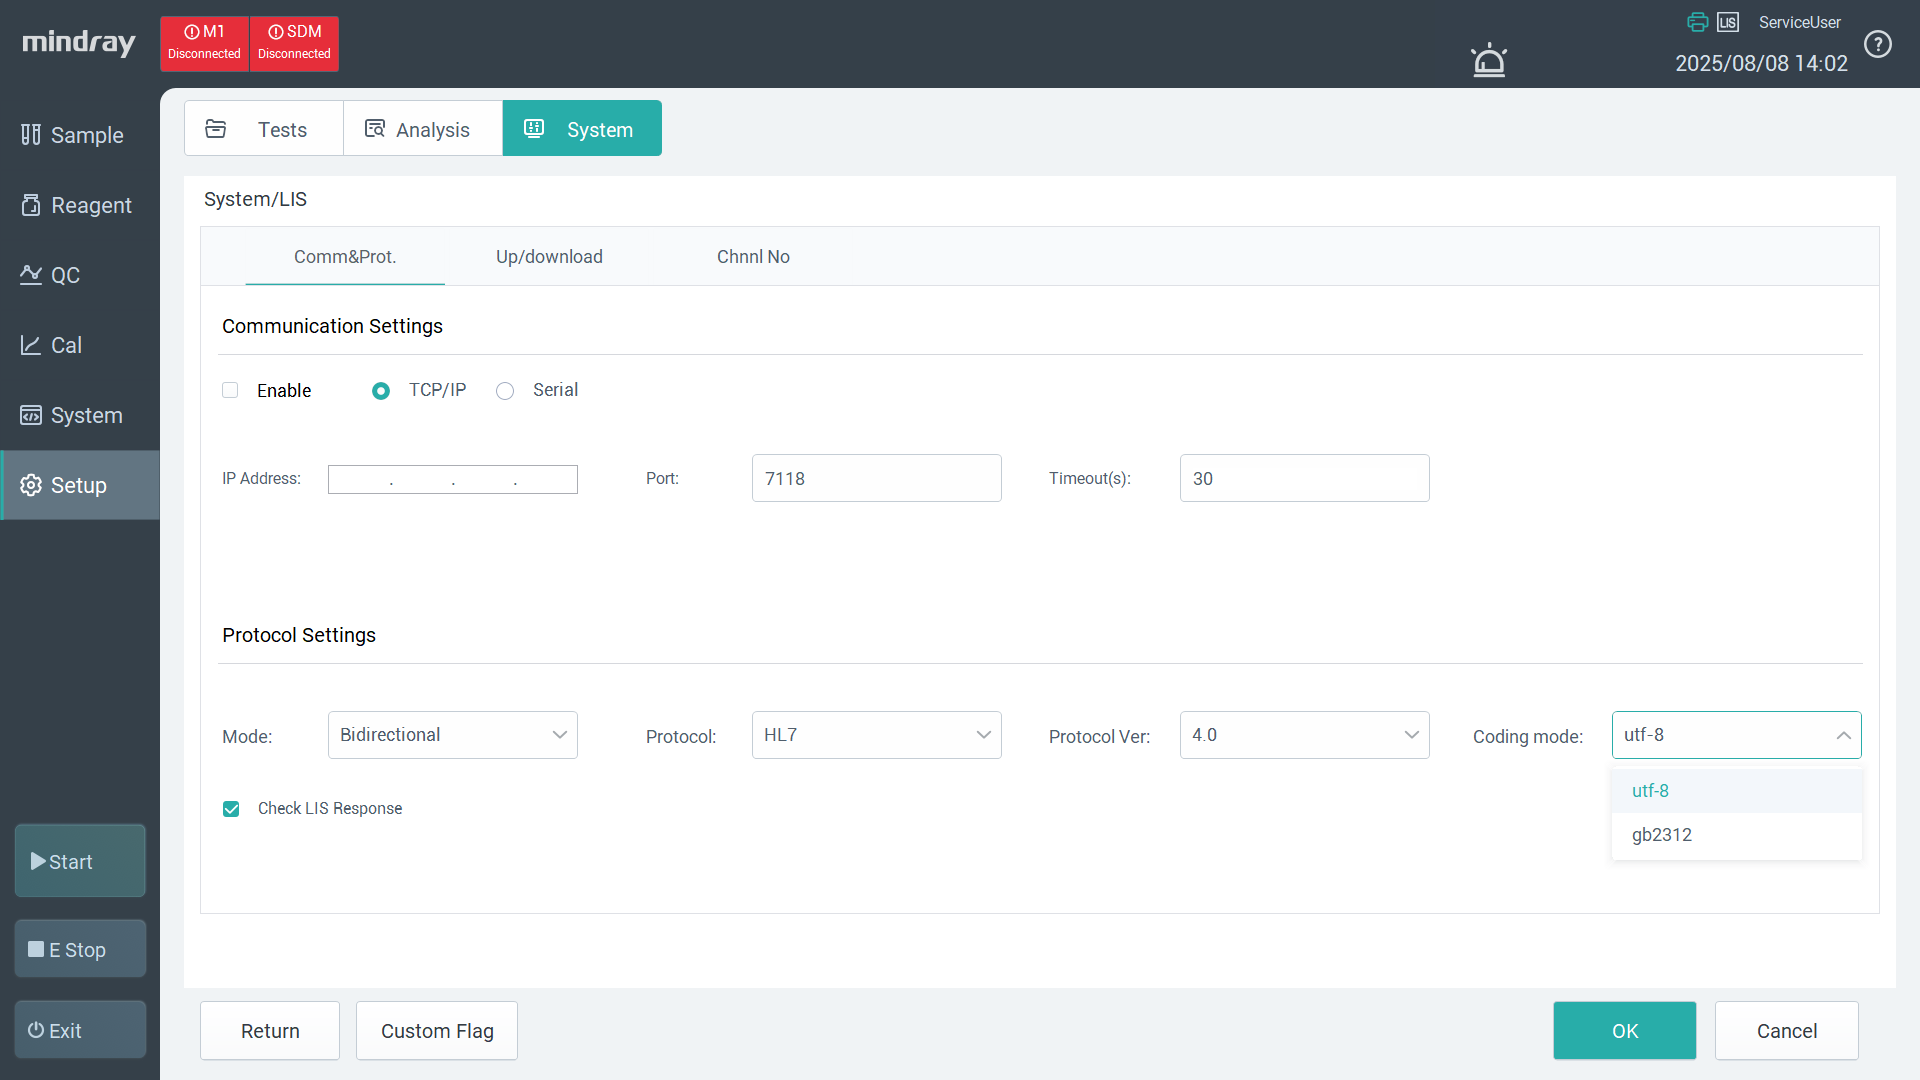 mindray
M1
Disconnected
SDM
Disconnected
LIS
ServiceUser
2025/08/08 14:02
?
Sample
Reagent
QC
Cal
System
Setup
Start
E Stop
Exit
Tests
Analysis
System
System/LIS
Comm&Prot.
Up/download
Chnnl No
Communication Settings
Enable
TCP/IP
Serial
IP Address:
. . .
Port:
7118
Timeout(s):
30
Protocol Settings
Mode:
Bidirectional
Protocol:
HL7
Protocol Ver:
4.0
Coding mode:
utf-8
utf-8
gb2312
Check LIS Response
Return
Custom Flag
OK
Cancel